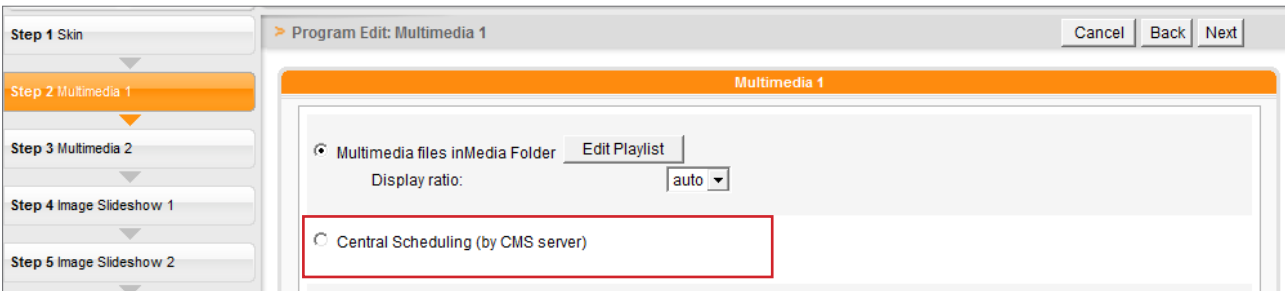 Step 1 Skin
Step 2 Multimedia 1
Step 3 Multimedia 2
Step 4 Image Slideshow 1
Step 5 Image Slideshow 2
Program Edit: Multimedia 1
Cancel Back Next
Multimedia 1
Multimedia files inMedia Folder Edit Playlist
Display ratio: auto
Central Scheduling (by CMS server)